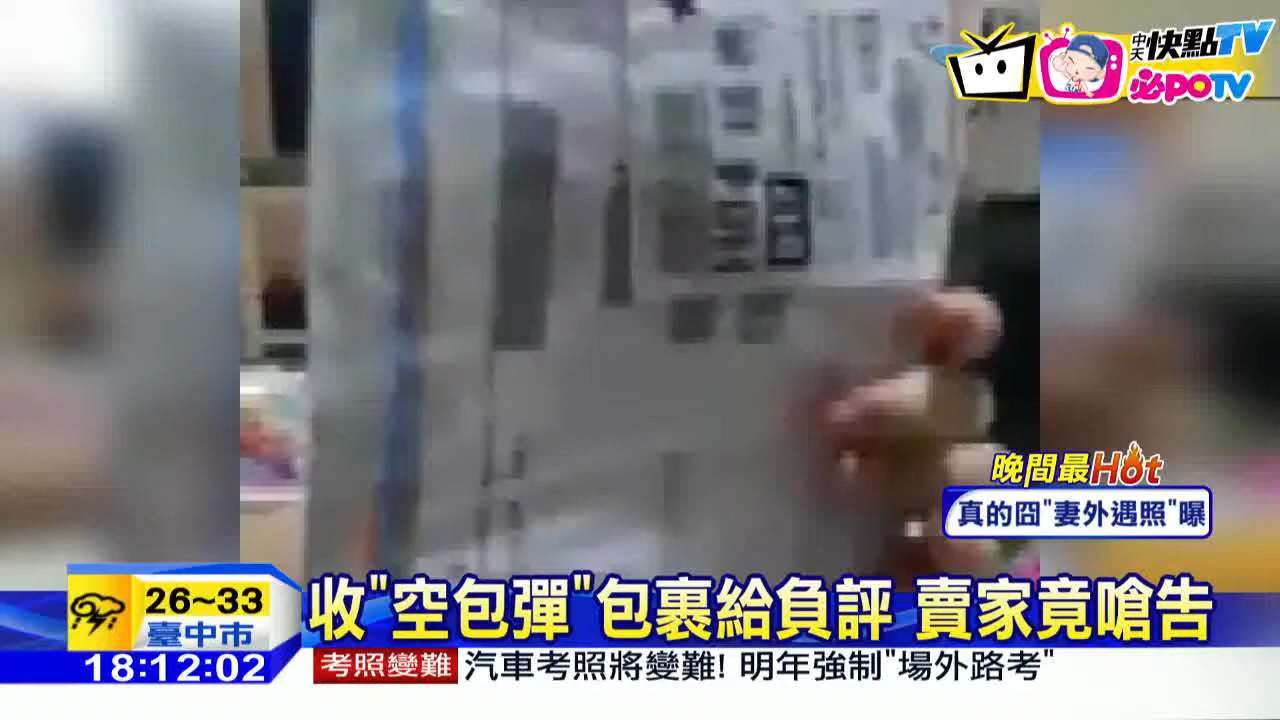 中天快點TV
必POTV
晚間最Hot
真的囧"妻外遇照"曝
26~33
臺中市
18:12:02
收"空包彈"包裹給負評 賣家竟嗆告
考照變難 汽車考照將變難! 明年強制"場外路考"